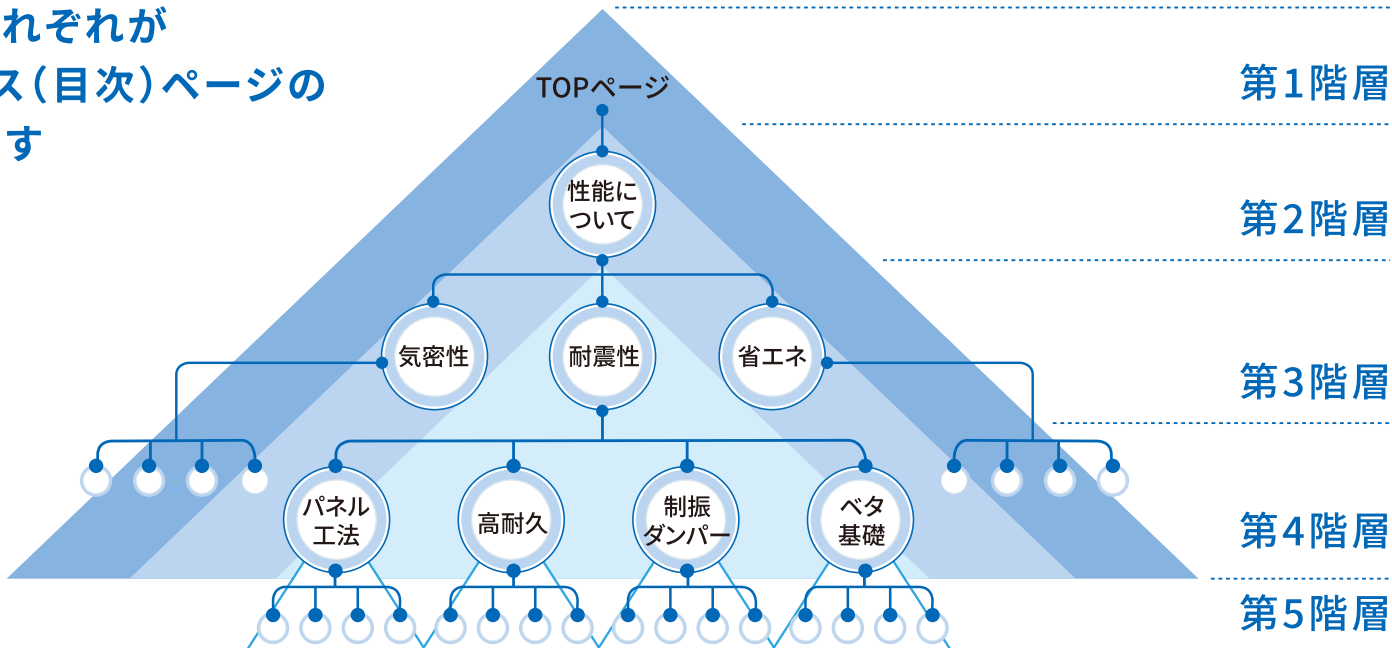 れぞれが
ス（目次）ページの
す
TOPページ
第1階層
性能に
ついて
第2階層
気密性
耐震性
省エネ
第3階層
パネル
工法
高耐久
制振
ダンパー
ベタ
基礎
第4階層
第5階層